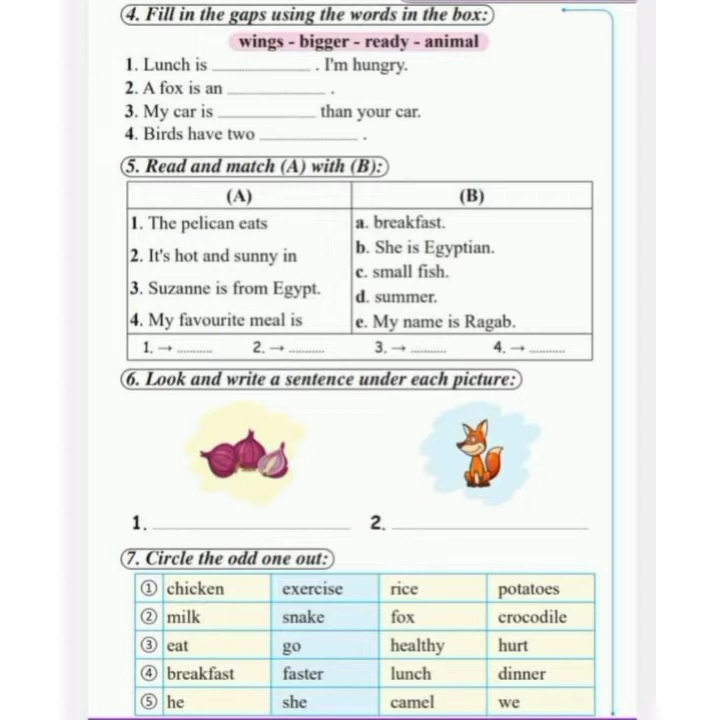 4. Fill in the gaps using the words in the box:
wings - bigger - ready - animal
1. Lunch is ____________ . I'm hungry.
2. A fox is an ____________ .
3. My car is ____________ than your car.
4. Birds have two ____________ .
5. Read and match (A) with (B):
(A) (B)
1. The pelican eats a. breakfast.
2. It's hot and sunny in b. She is Egyptian.
c. small fish.
3. Suzanne is from Egypt. d. summer.
4. My favourite meal is e. My name is Ragab.
1. → ........... 2. → ........... 3. → ........... 4. → ...........
6. Look and write a sentence under each picture:
1. ________________________ 2. ________________________
7. Circle the odd one out:
① chicken exercise rice potatoes
② milk snake fox crocodile
③ eat go healthy hurt
④ breakfast faster lunch dinner
⑤ he she camel we